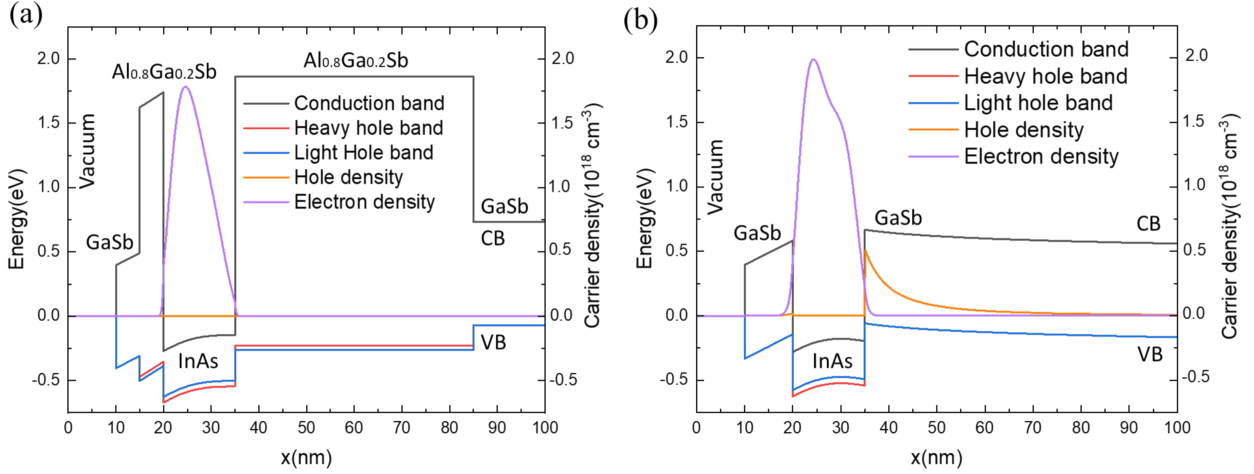 (a)
Al₀.₈Ga₀.₂Sb
Al₀.₈Ga₀.₂Sb
Conduction band
Heavy hole band
Light Hole band
Hole density
Electron density
Vacuum
GaSb
InAs
GaSb
CB
VB
Energy(eV)
2.0
1.5
1.0
0.5
0.0
-0.5
Carrier density(10¹⁸ cm⁻³)
2.0
1.5
1.0
0.5
0.0
-0.5
0 10 20 30 40 50 60 70 80 90 100
x(nm)
(b)
Conduction band
Heavy hole band
Light hole band
Hole density
Electron density
Vacuum
GaSb
GaSb
InAs
CB
VB
Energy(eV)
2.0
1.5
1.0
0.5
0.0
-0.5
Carrier density(10¹⁸ cm⁻³)
2.0
1.5
1.0
0.5
0.0
-0.5
0 10 20 30 40 50 60 70 80 90 100
x(nm)